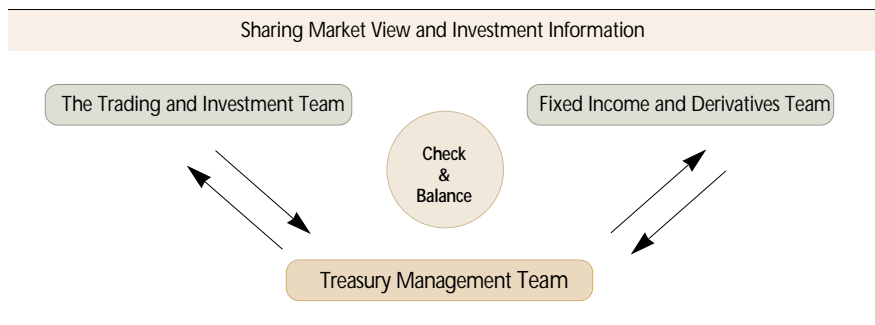 Sharing Market View and Investment Information
The Trading and Investment Team
Fixed Income and Derivatives Team
Check
&
Balance
Treasury Management Team